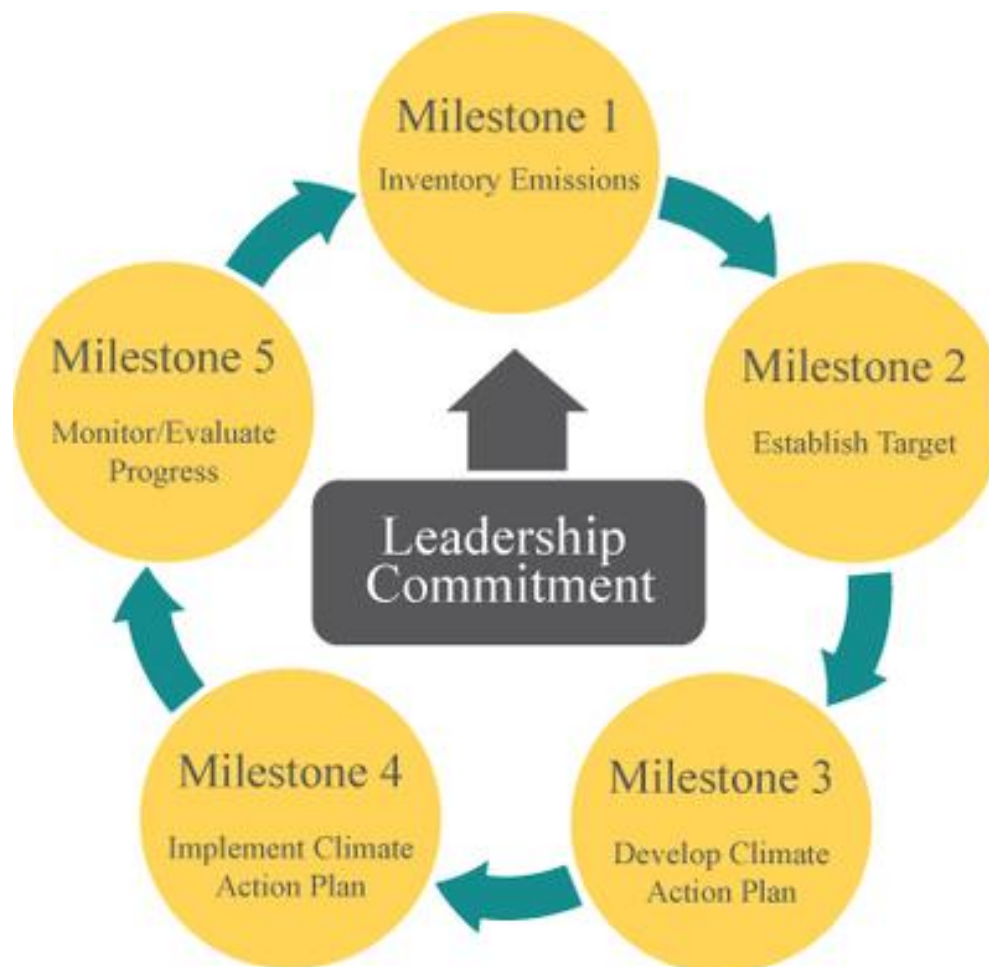 Milestone 1
Inventory Emissions
Milestone 2
Establish Target
Milestone 3
Develop Climate
Action Plan
Milestone 4
Implement Climate
Action Plan
Milestone 5
Monitor/Evaluate
Progress
Leadership
Commitment